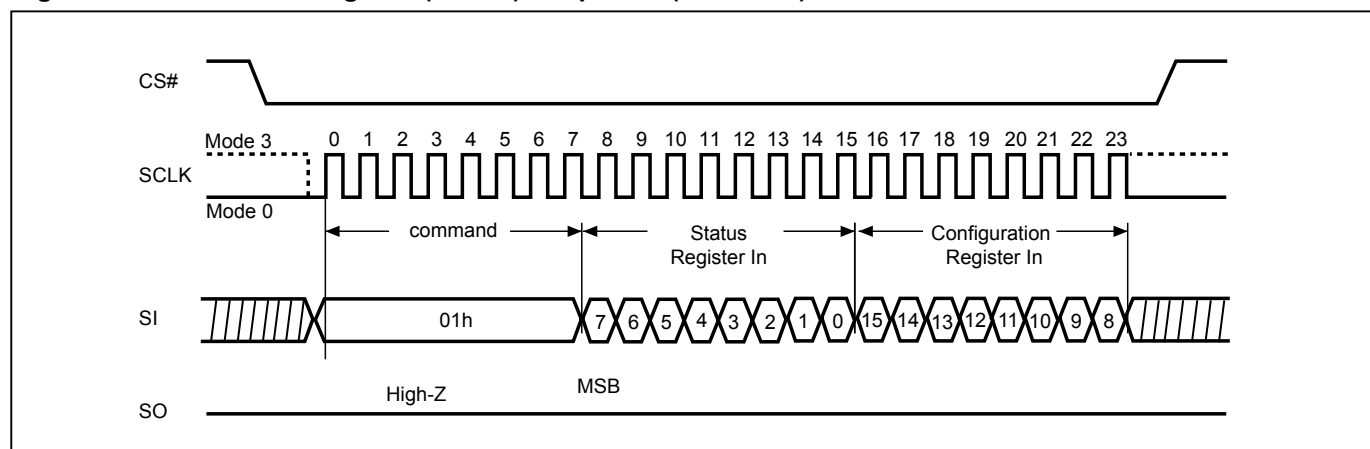 CS#
Mode 3
0 1 2 3 4 5 6 7 8 9 10 11 12 13 14 15 16 17 18 19 20 21 22 23
SCLK
Mode 0
command
Status
Register In
Configuration
Register In
SI
01h
7 6 5 4 3 2 1 0 15 14 13 12 11 10 9 8
High-Z
MSB
SO